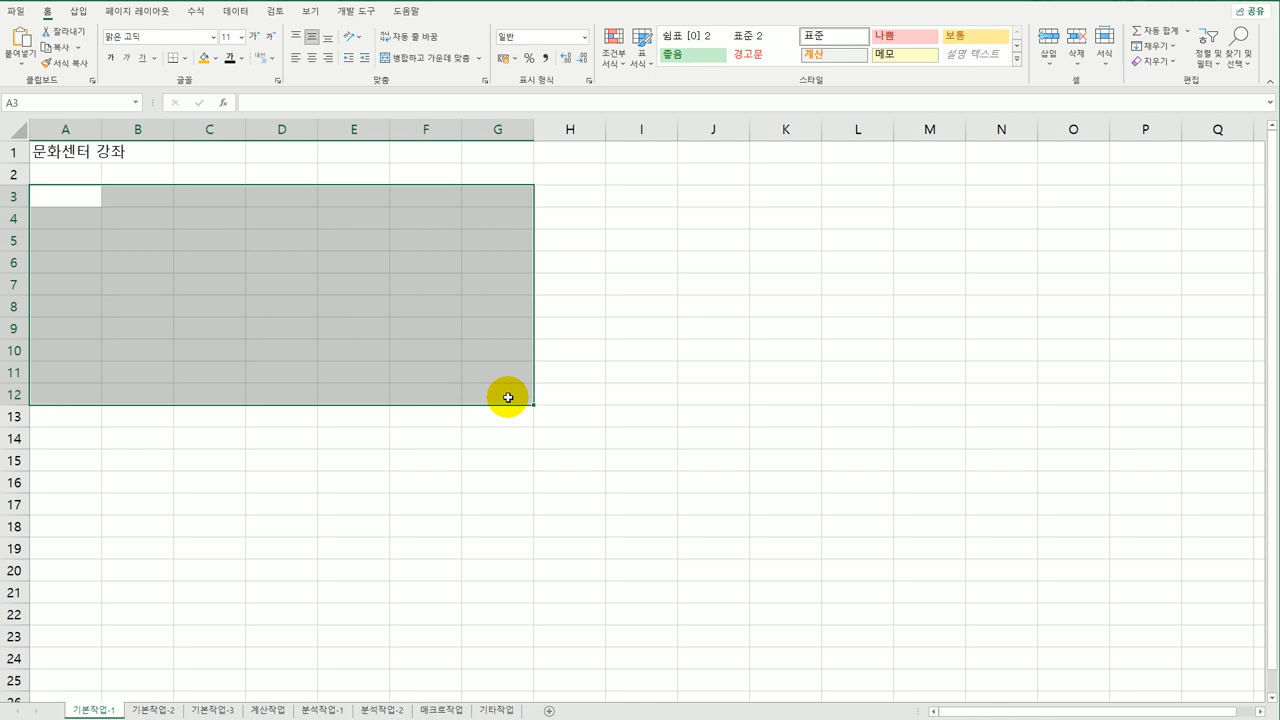 파일 홈 삽입 페이지 레이아웃 수식 데이터 검토 보기 개발 도구 도움말 공유
붙여넣기 잘라내기 복사 서식 복사 클립보드
맑은 고딕 11 가 가 가 가 가 가 글꼴
자동 줄 바꿈 병합하고 가운데 맞춤 맞춤
일반 % 표시 형식
조건부 서식 표 서식
쉼표 [0] 2 표준 2 표준 나쁨 보통
좋음 경고문 계산 메모 설명 텍스트
스타일
삽입 삭제 서식 셀
자동 합계 채우기 지우기 정렬 및 필터 찾기 및 선택 편집
A3 fx
A B C D E F G H I J K L M N O P Q
1 문화센터 강좌
2
3
4
5
6
7
8
9
10
11
12
13
14
15
16
17
18
19
20
21
22
23
24
25
26
기본작업-1 기본작업-2 기본작업-3 계산작업 분석작업-1 분석작업-2 매크로작업 기타작업